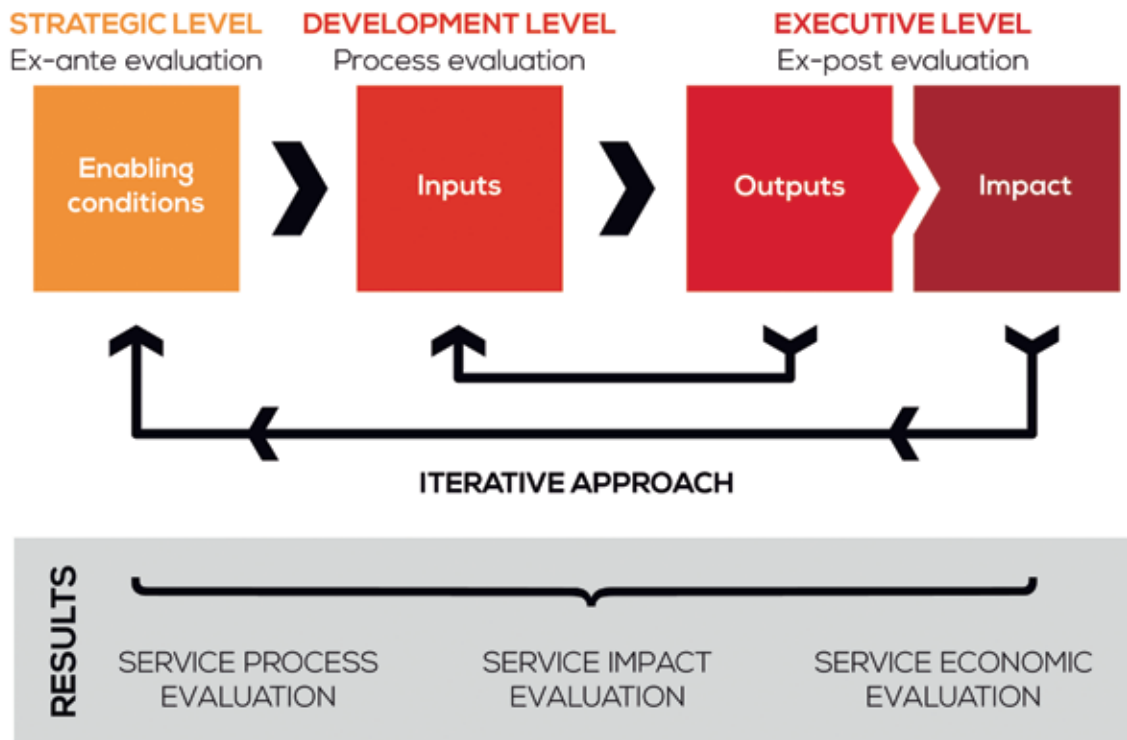 STRATEGIC LEVEL
Ex-ante evaluation
DEVELOPMENT LEVEL
Process evaluation
EXECUTIVE LEVEL
Ex-post evaluation
Enabling
conditions
Inputs
Outputs
Impact
ITERATIVE APPROACH
RESULTS
SERVICE PROCESS
EVALUATION
SERVICE IMPACT
EVALUATION
SERVICE ECONOMIC
EVALUATION